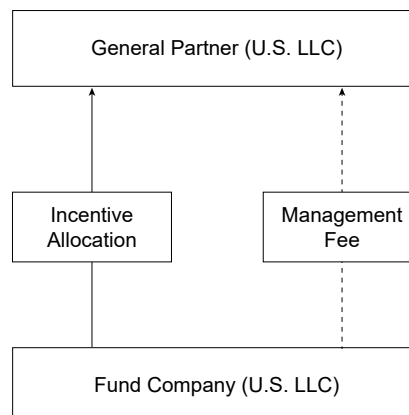 General Partner (U.S. LLC)
Incentive
Allocation
Management
Fee
Fund Company (U.S. LLC)